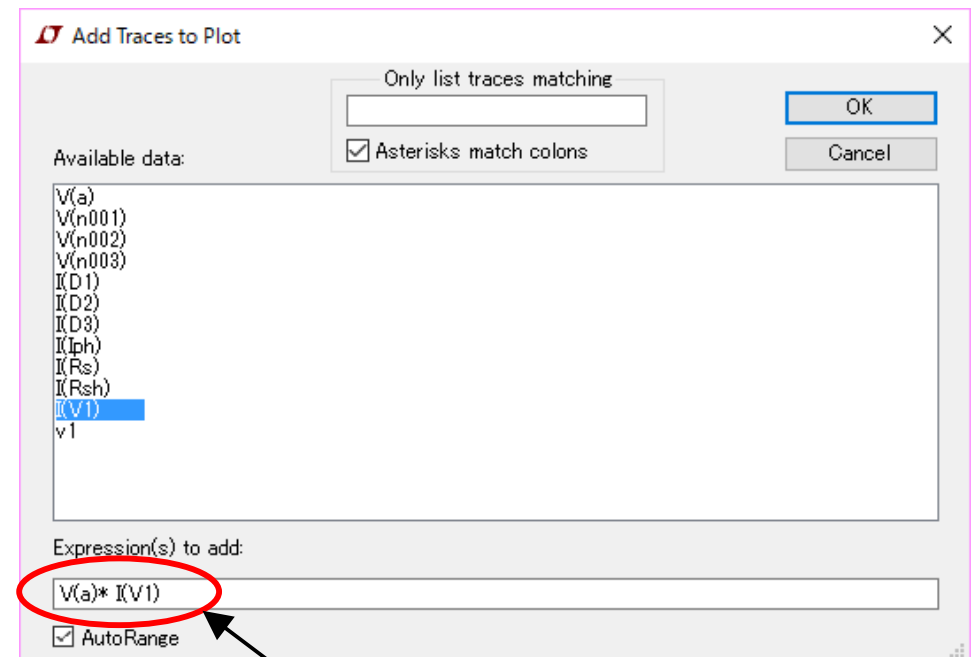 Add Traces to Plot
Only list traces matching
OK
Asterisks match colons
Cancel
Available data:
V(a)
V(n001)
V(n002)
V(n003)
I(D1)
I(D2)
I(D3)
I(Iph)
I(Rs)
I(Rsh)
I(V1)
v1
Expression(s) to add:
V(a)* I(V1)
AutoRange